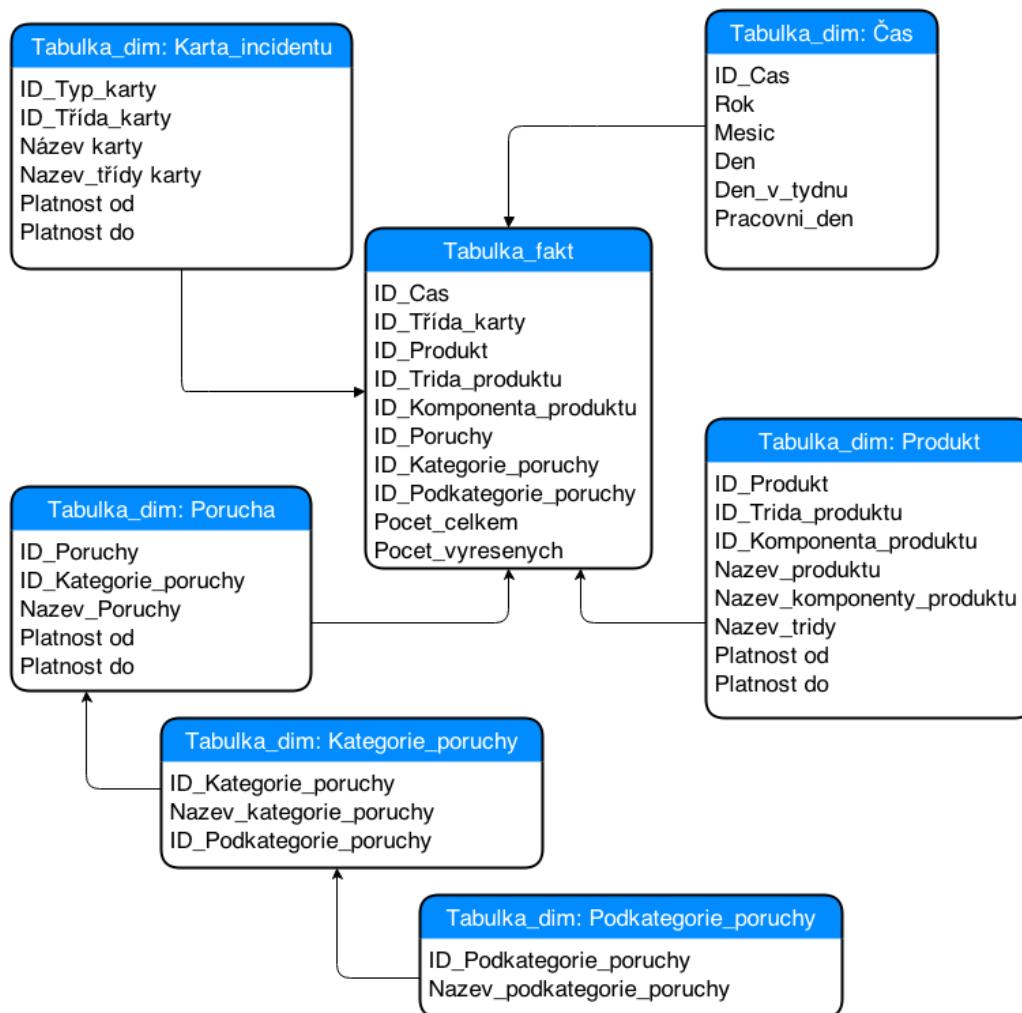 Tabulka_dim: Karta_incidentu
ID_Typ_karty
ID_Třída_karty
Název karty
Nazev_třídy karty
Platnost od
Platnost do
Tabulka_dim: Čas
ID_Cas
Rok
Mesic
Den
Den_v_tydnu
Pracovni_den
Tabulka_fakt
ID_Cas
ID_Třída_karty
ID_Produkt
ID_Trida_produktu
ID_Komponenta_produktu
ID_Poruchy
ID_Kategorie_poruchy
ID_Podkategorie_poruchy
Pocet_celkem
Pocet_vyresenych
Tabulka_dim: Produkt
ID_Produkt
ID_Trida_produktu
ID_Komponenta_produktu
Nazev_produktu
Nazev_komponenty_produktu
Nazev_tridy
Platnost od
Platnost do
Tabulka_dim: Porucha
ID_Poruchy
ID_Kategorie_poruchy
Nazev_Poruchy
Platnost od
Platnost do
Tabulka_dim: Kategorie_poruchy
ID_Kategorie_poruchy
Nazev_kategorie_poruchy
ID_Podkategorie_poruchy
Tabulka_dim: Podkategorie_poruchy
ID_Podkategorie_poruchy
Nazev_podkategorie_poruchy